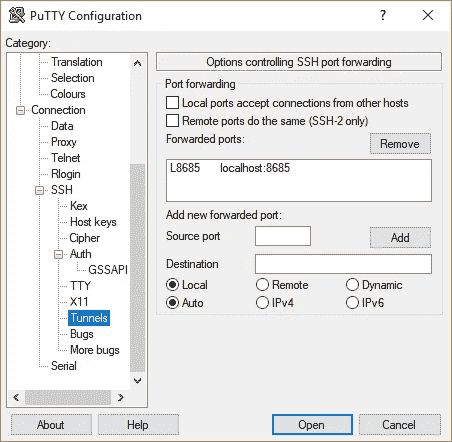 PuTTY Configuration
?
Category:
Translation
Selection
Colours
Connection
Data
Proxy
Telnet
Rlogin
SSH
Kex
Host keys
Cipher
Auth
GSSAPI
TTY
X11
Tunnels
Bugs
More bugs
Serial
Options controlling SSH port forwarding
Port forwarding
Local ports accept connections from other hosts
Remote ports do the same (SSH-2 only)
Forwarded ports:
Remove
L8685 localhost:8685
Add new forwarded port:
Source port
Add
Destination
Local Remote Dynamic
Auto IPv4 IPv6
About Help Open Cancel